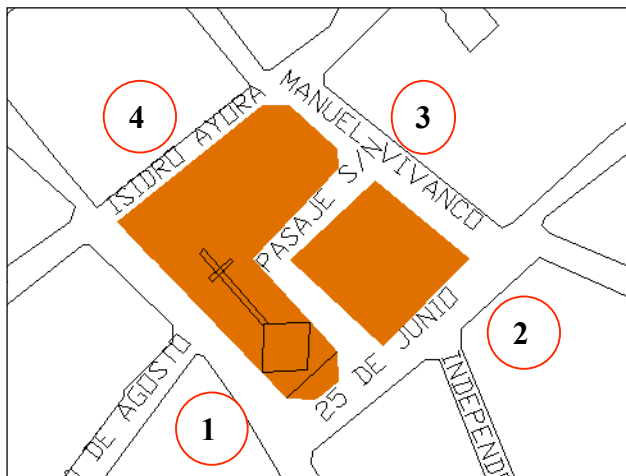 4
ISIDRO AYORA
MANUEL VIVANCO
3
PASAJE S/N
2
25 DE JUNIO
DE AGOSTO
1
INDEPEND